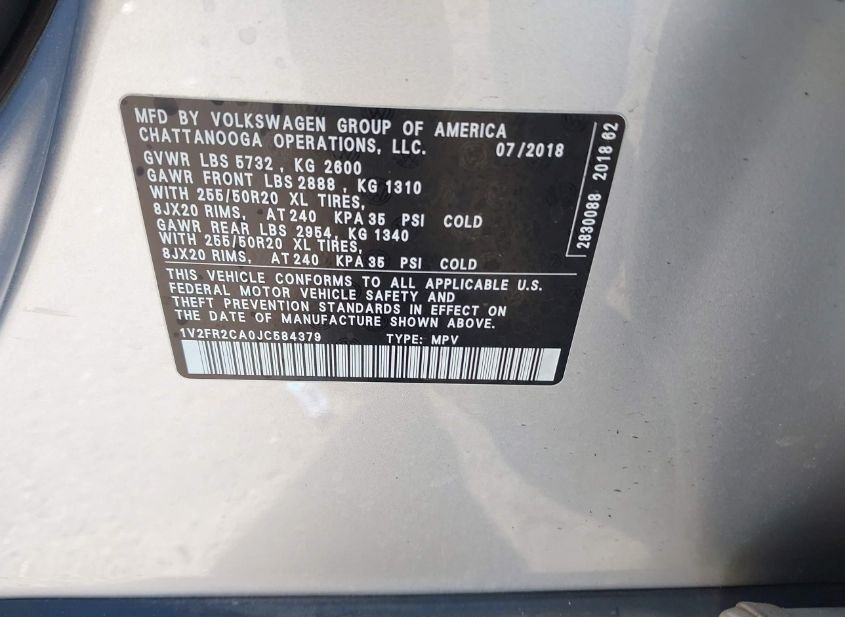 MFD BY VOLKSWAGEN GROUP OF AMERICA
CHATTANOOGA OPERATIONS, LLC. 07/2018
GVWR LBS 5732 , KG 2600
GAWR FRONT LBS 2888 , KG 1310
WITH 255/50R20 XL TIRES,
8JX20 RIMS, AT 240 KPA 35 PSI COLD
GAWR REAR LBS 2954, KG 1340
WITH 255/50R20 XL TIRES,
8JX20 RIMS, AT 240 KPA 35 PSI COLD
THIS VEHICLE CONFORMS TO ALL APPLICABLE U.S.
FEDERAL MOTOR VEHICLE SAFETY AND
THEFT PREVENTION STANDARDS IN EFFECT ON
THE DATE OF MANUFACTURE SHOWN ABOVE.
1V2FR2CA0JC584379 TYPE: MPV
2830088 2018 62